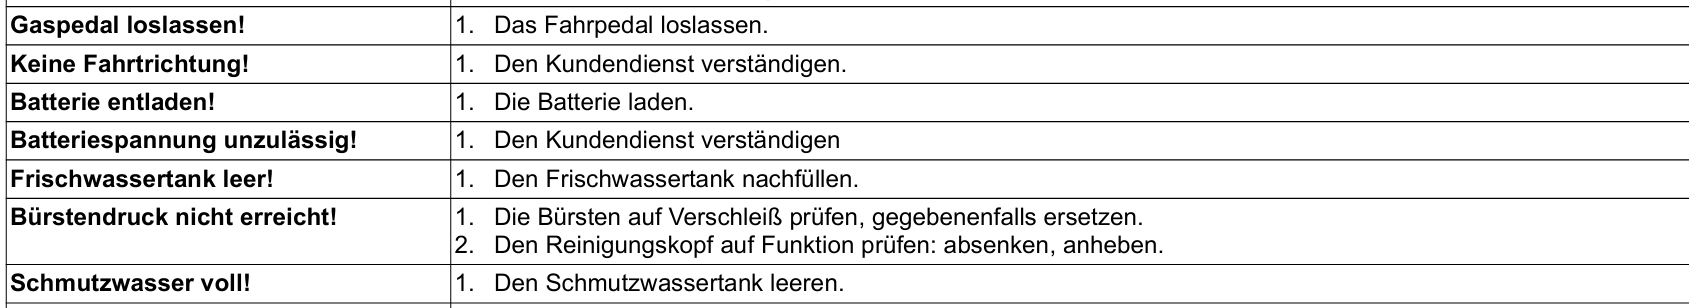 Gaspedal loslassen! 1. Das Fahrpedal loslassen.
Keine Fahrtrichtung! 1. Den Kundendienst verständigen.
Batterie entladen! 1. Die Batterie laden.
Batteriespannung unzulässig! 1. Den Kundendienst verständigen
Frischwassertank leer! 1. Den Frischwassertank nachfüllen.
Bürstendruck nicht erreicht! 1. Die Bürsten auf Verschleiß prüfen, gegebenenfalls ersetzen.
2. Den Reinigungskopf auf Funktion prüfen: absenken, anheben.
Schmutzwasser voll! 1. Den Schmutzwassertank leeren.